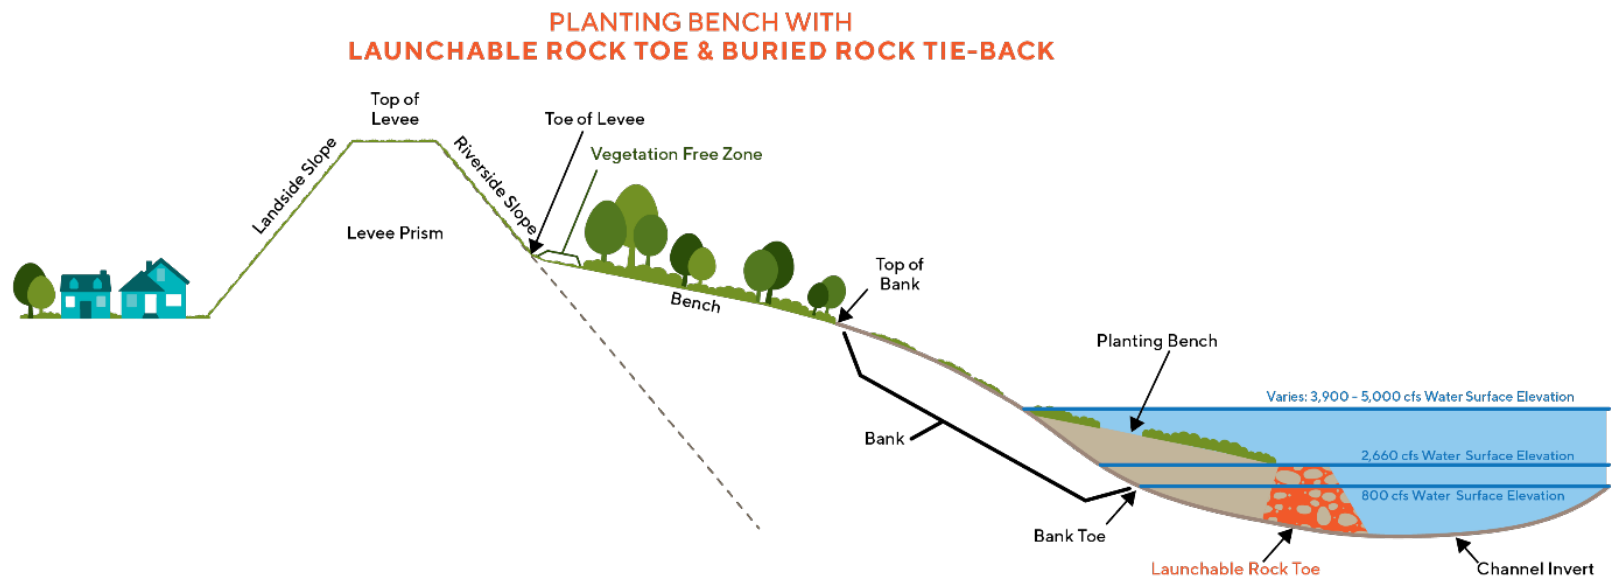 PLANTING BENCH WITH
LAUNCHABLE ROCK TOE & BURIED ROCK TIE-BACK
Top of
Levee
Toe of Levee
Vegetation Free Zone
Landside Slope
Riverside Slope
Levee Prism
Top of
Bank
Bench
Planting Bench
Varies: 3,900 - 5,000 cfs Water Surface Elevation
Bank
2,660 cfs Water Surface Elevation
800 cfs Water Surface Elevation
Bank Toe
Launchable Rock Toe
Channel Invert